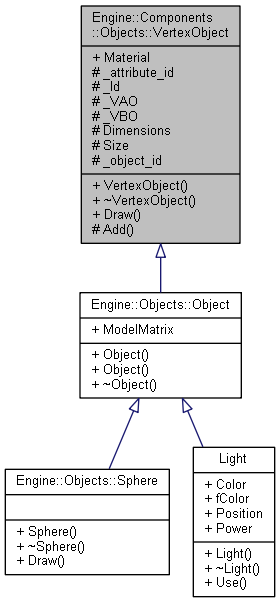 Engine::Components
::Objects::VertexObject
+ Material
# _attribute_id
# _Id
# _VAO
# _VBO
# Dimensions
# Size
# _object_id
+ VertexObject()
+ ~VertexObject()
+ Draw()
# Add()
Engine::Objects::Object
+ ModelMatrix
+ Object()
+ Object()
+ ~Object()
Engine::Objects::Sphere
+ Sphere()
+ ~Sphere()
+ Draw()
Light
+ Color
+ fColor
+ Position
+ Power
+ Light()
+ ~Light()
+ Use()